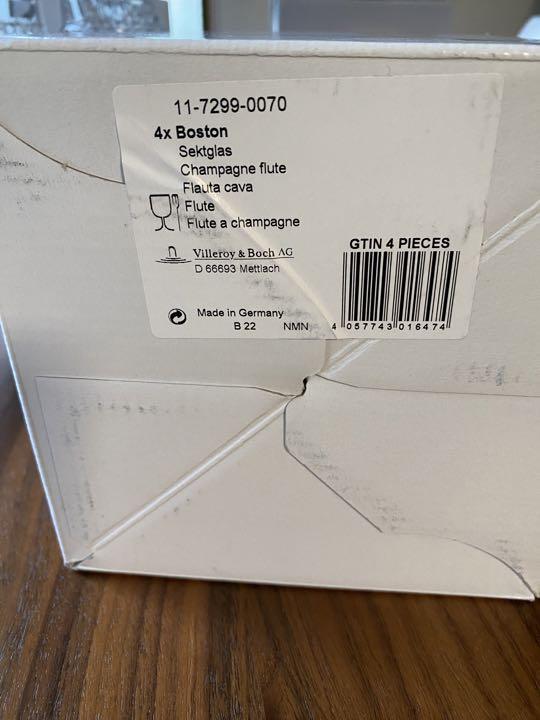 11-7299-0070
4x Boston
Sektglas
Champagne flute
Flauta cava
Flute
Flute a champagne
Villeroy & Boch AG
D 66693 Mettlach
GTIN 4 PIECES
Made in Germany
B 22 NMN
4 057743 016474